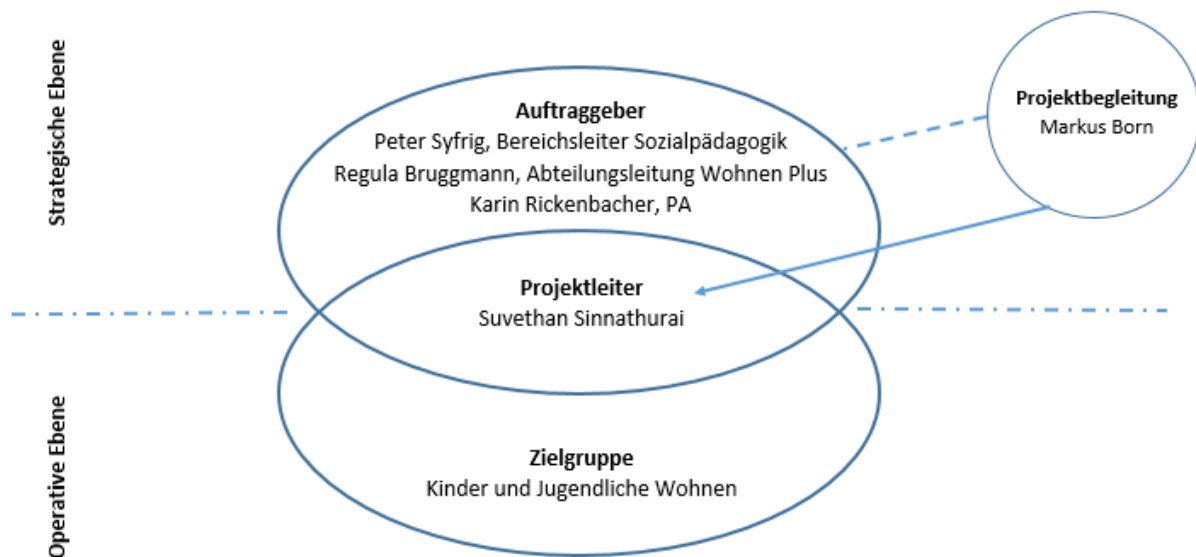 Strategische Ebene
Auftraggeber
Peter Syfrig, Bereichsleiter Sozialpädagogik
Regula Bruggmann, Abteilungsleitung Wohnen Plus
Karin Rickenbacher, PA
Projektbegleitung
Markus Born
Projektleiter
Suvethan Sinnathurai
Operative Ebene
Zielgruppe
Kinder und Jugendliche Wohnen